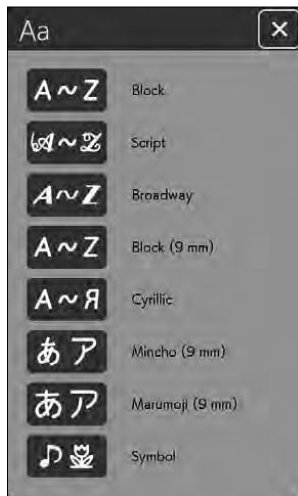 Aa
A~Z Block
A~Z Script
A~Z Broadway
A~Z Block (9 mm)
A~Я Cyrillic
あ ア Mincho (9 mm)
あ ア Marumoji (9 mm)
Symbol